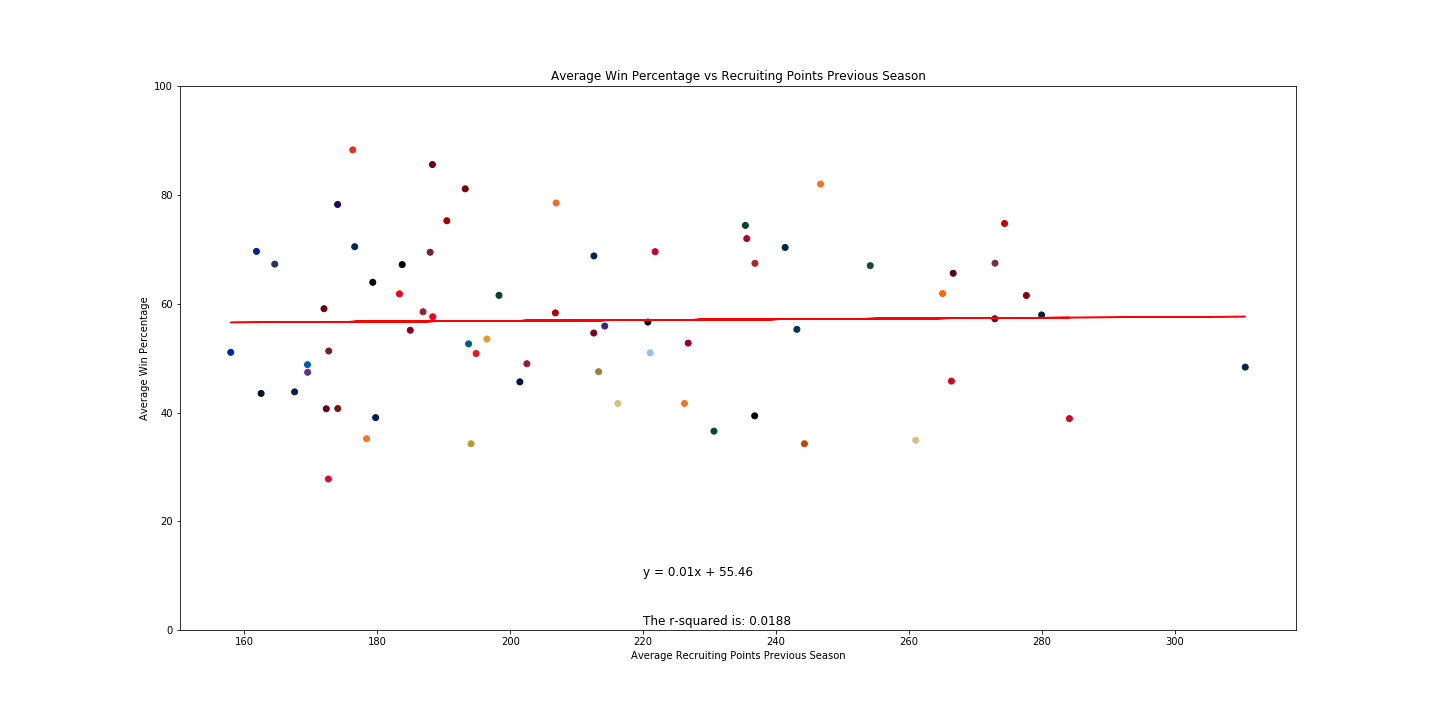 Average Win Percentage vs Recruiting Points Previous Season
100
80
60
40
20
0
Average Win Percentage
y = 0.01x + 55.46
The r-squared is: 0.0188
160 180 200 220 240 260 280 300
Average Recruiting Points Previous Season